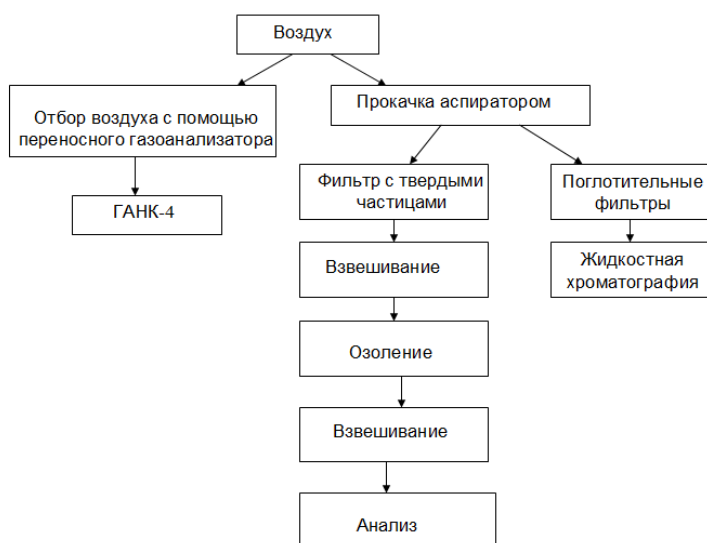 Воздух
Отбор воздуха с помощью
переносного газоанализатора
Прокачка аспиратором
ГАНК-4
Фильтр с твердыми
частицами
Поглотительные
фильтры
Взвешивание
Жидкостная
хроматография
Озоление
Взвешивание
Анализ